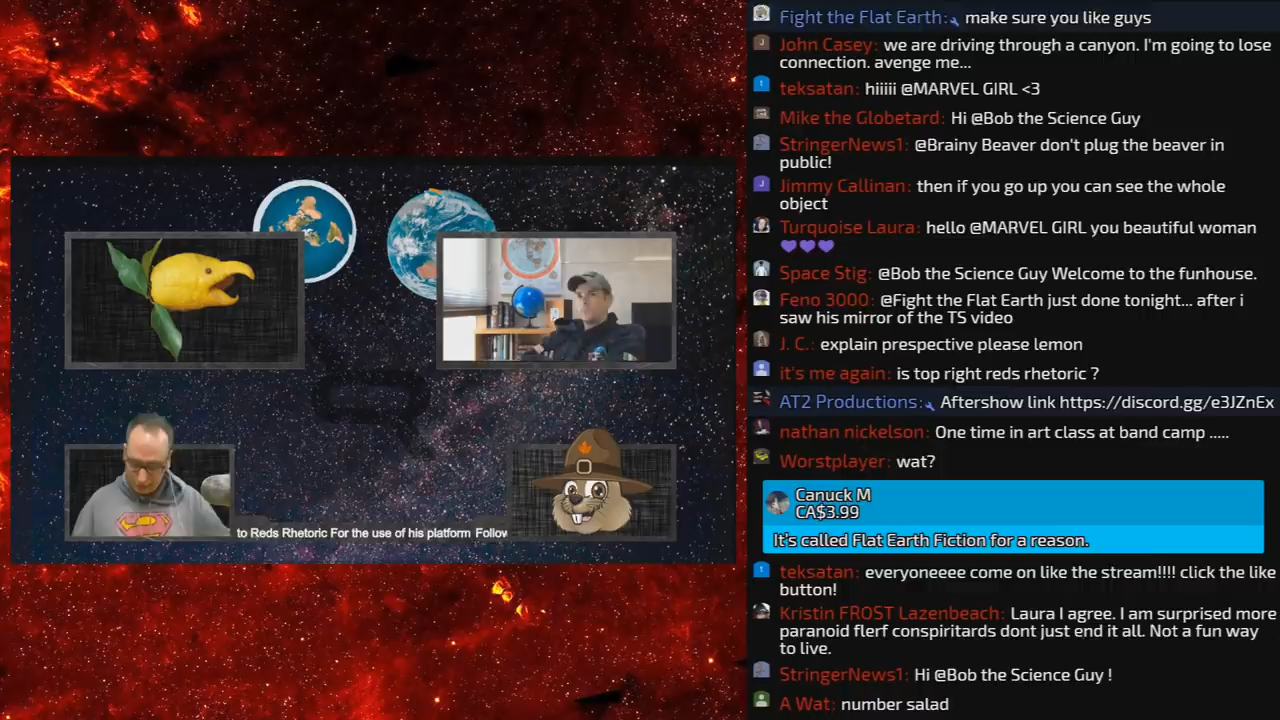 to Reds Rhetoric For the use of his platform Follow
Fight the Flat Earth: make sure you like guys
John Casey: we are driving through a canyon. I'm going to lose
connection. avenge me...
teksatan: hiiiii @MARVEL GIRL <3
Mike the Globetard: Hi @Bob the Science Guy
StringerNews1: @Brainy Beaver don't plug the beaver in
public!
Jimmy Callinan: then if you go up you can see the whole
object
Turquoise Laura: hello @MARVEL GIRL you beautiful woman
💜💜💜
Space Stig: @Bob the Science Guy Welcome to the funhouse.
Feno 3000: @Fight the Flat Earth just done tonight... after i
saw his mirror of the TS video
J. C.: explain prespective please lemon
it's me again: is top right reds rhetoric ?
AT2 Productions: Aftershow link https://discord.gg/e3JZnEx
nathan nickelson: One time in art class at band camp .....
Worstplayer: wat?
Canuck M
CA$3.99
It's called Flat Earth Fiction for a reason.
teksatan: everyoneeee come on like the stream!!!! click the like
button!
Kristin FROST Lazenbeach: Laura I agree. I am surprised more
paranoid flerf conspiritards dont just end it all. Not a fun way
to live.
StringerNews1: Hi @Bob the Science Guy !
A Wat: number salad